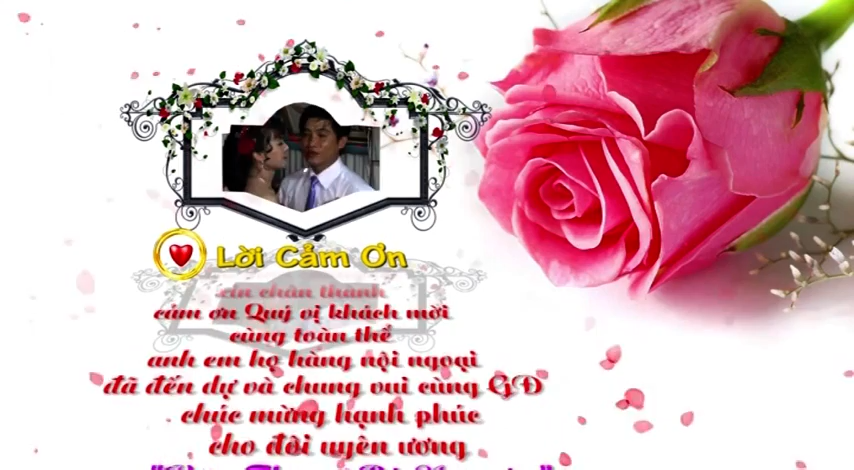 Lời Cảm Ơn
xin chân thành
cảm ơn Quý vị khách mời
cùng toàn thể
anh em họ hàng nội ngoại
đã đến dự và chung vui cùng GĐ
chúc mừng hạnh phúc
cho đôi uyên ương